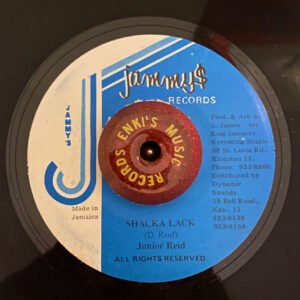 jammy$
RECORDS
JAMMY'S
ENKI'S MUSIC RECORDS
Prod. & Arr. by
L. James for
King Jammys
Recording Studio
38 St. Lucia Rd.,
Kingston 11.
Distributed by
Dynamic
Sounds
15 Bell Road,
Kgn., 11
923-9138
923-9168
Made in
Jamaica
SHACKA LACK
(D. Reid)
Junior Reid
ALL RIGHTS RESERVED